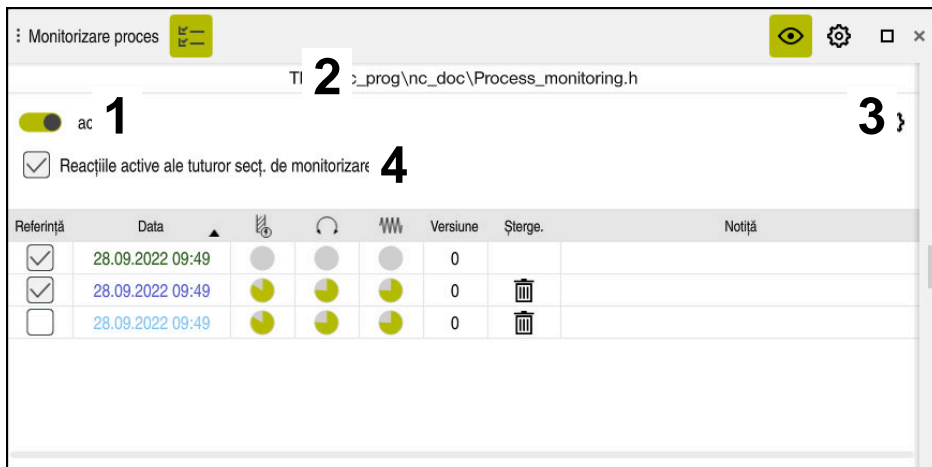 Monitorizare proces
2
_prog\nc_doc\Process_monitoring.h
1
3
Reacțiile active ale tuturor secț. de monitorizare
4
Referință Data Versiune Șterge. Notiță
28.09.2022 09:49 0
28.09.2022 09:49 0
28.09.2022 09:49 0